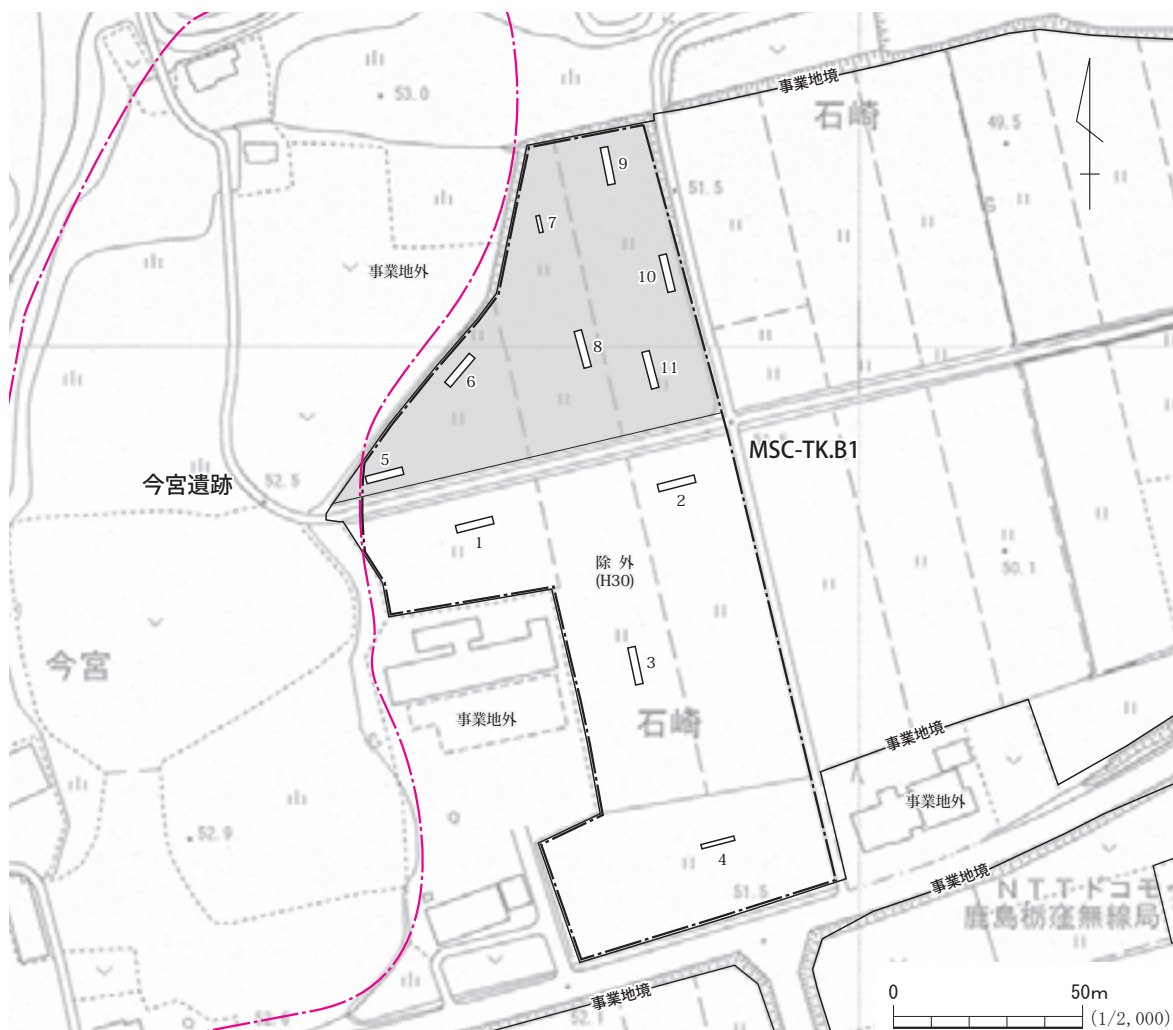 事業地境
石崎
53.0
49.5
9
51.5
7
事業地外
10
8
11
6
MSC-TK.B1
5
今宮遺跡
52.5
2
1
除 外
(H30)
50.1
3
今宮
石崎
事業地外
事業地境
事業地外
52.9
4
51.5
事業地境
N T.T ドコモ
鹿島栃窪無線局
事業地境
52.1
0 50m
(1/2,000)